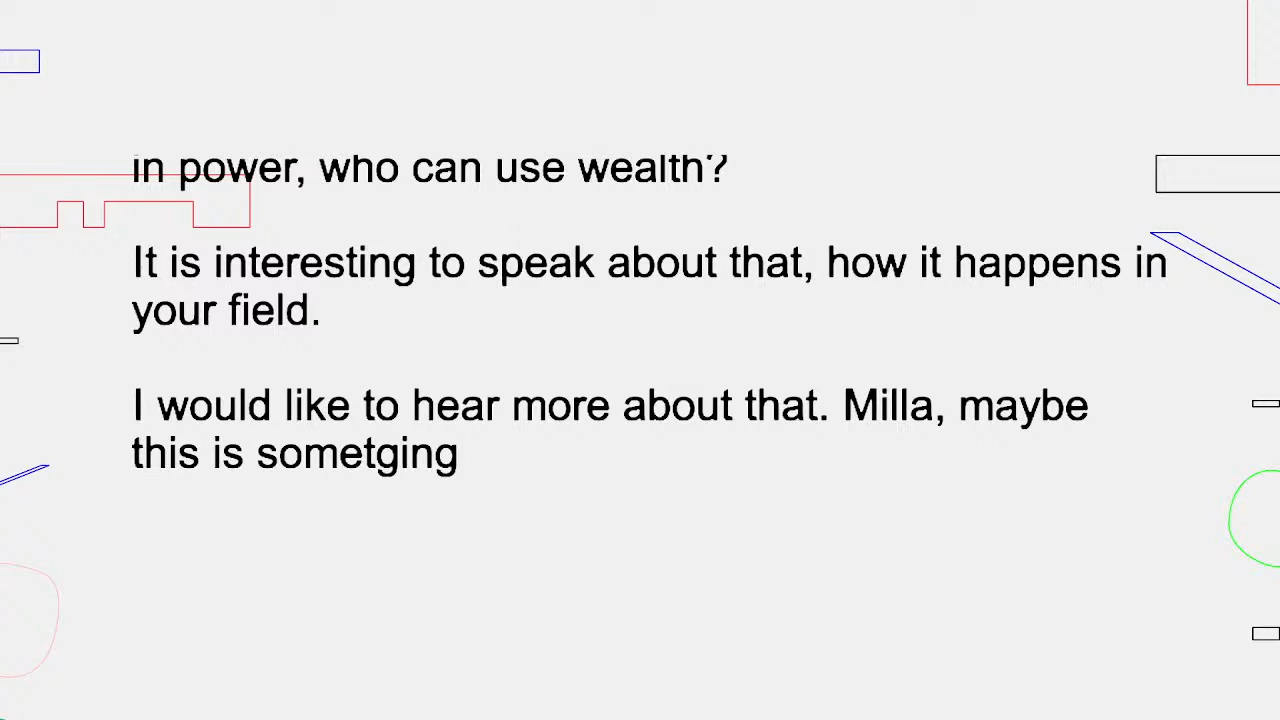 in power, who can use wealth?
It is interesting to speak about that, how it happens in
your field.
I would like to hear more about that. Milla, maybe
this is sometging